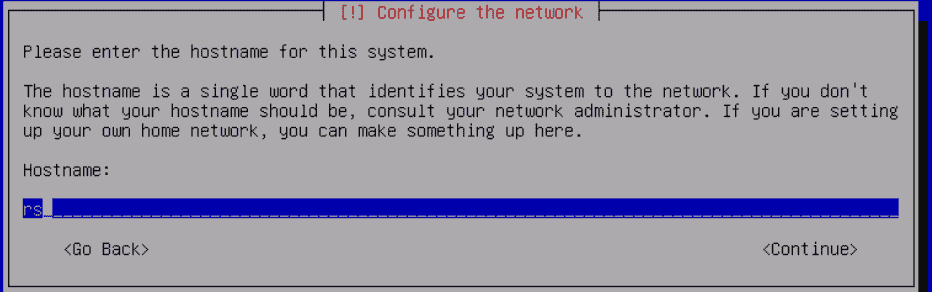 [!] Configure the network
Please enter the hostname for this system.
The hostname is a single word that identifies your system to the network. If you don't
know what your hostname should be, consult your network administrator. If you are setting
up your own home network, you can make something up here.
Hostname:
rs
<Go Back> <Continue>